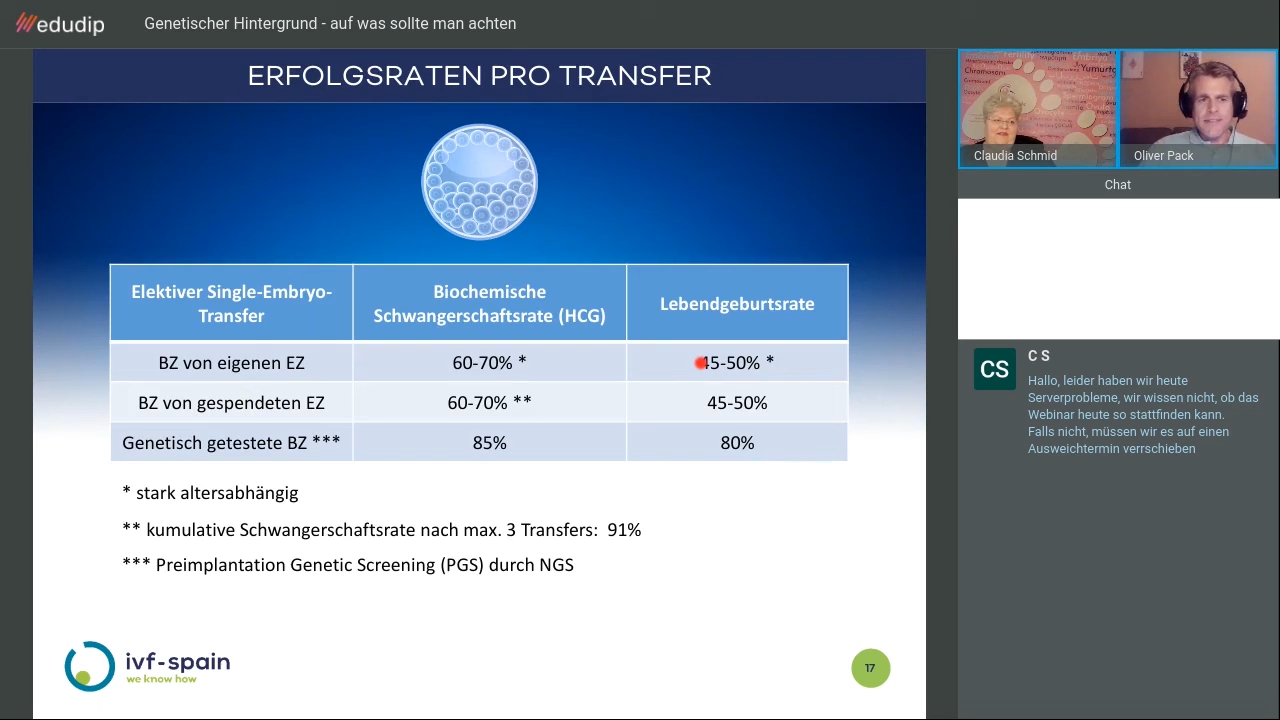 edudip
Genetischer Hintergrund - auf was sollte man achten
ERFOLGSRATEN PRO TRANSFER
Elektiver Single-Embryo-
Transfer
Biochemische
Schwangerschaftsrate (HCG)
Lebendgeburtsrate
BZ von eigenen EZ
60-70% *
45-50% *
BZ von gespendeten EZ
60-70% **
45-50%
Genetisch getestete BZ ***
85%
80%
* stark altersabhängig
** kumulative Schwangerschaftsrate nach max. 3 Transfers: 91%
*** Preimplantation Genetic Screening (PGS) durch NGS
ivf-spain
we know how
17
Chromosom
Embryo
Yumurta
Claudia Schmid
Oliver Pack
Chat
CS
C S
Hallo, leider haben wir heute
Serverprobleme, wir wissen nicht, ob das
Webinar heute so stattfinden kann.
Falls nicht, müssen wir es auf einen
Ausweichtermin verrschieben